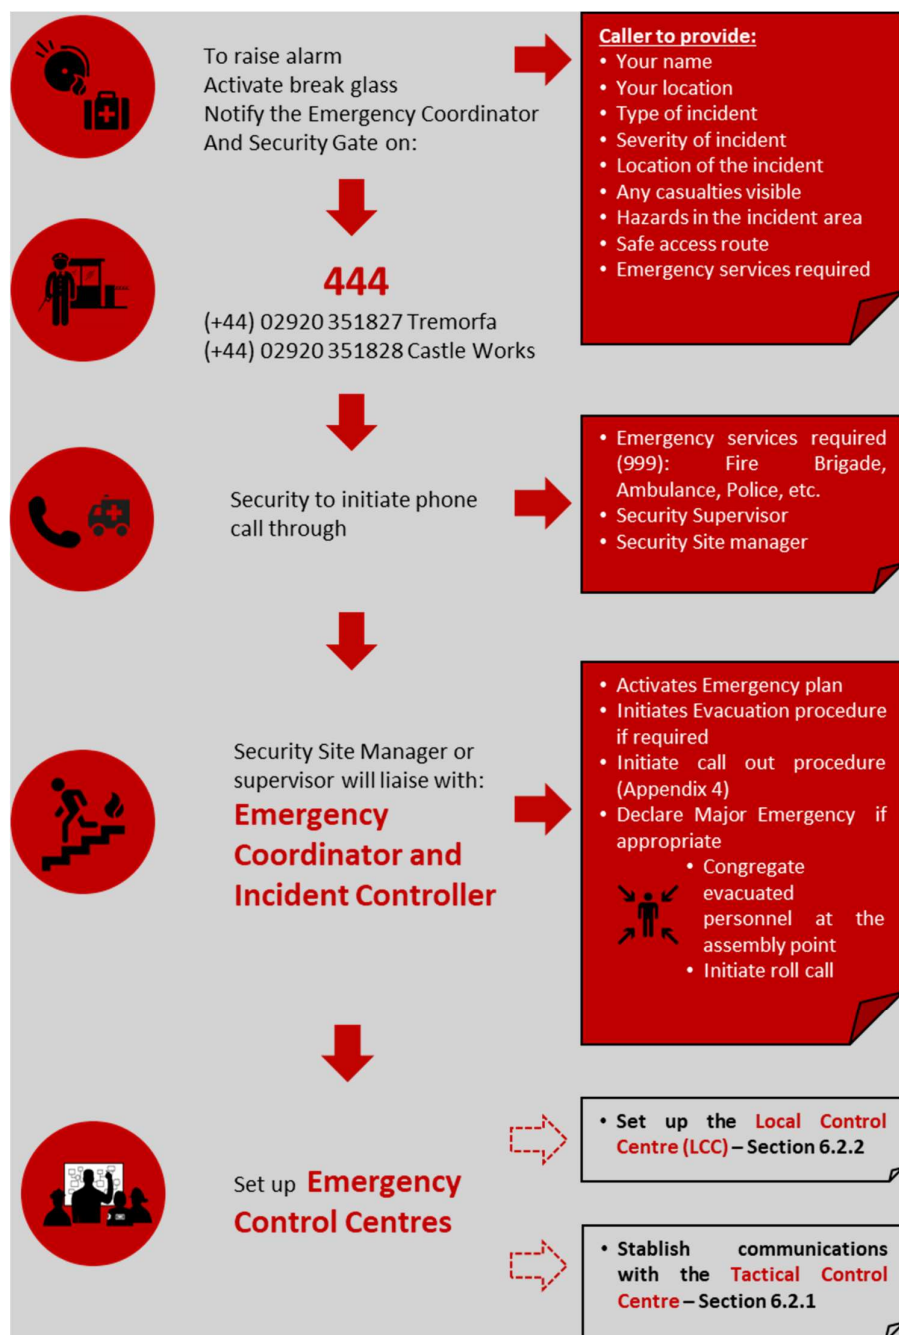 To raise alarm
Activate break glass
Notify the Emergency Coordinator
And Security Gate on:
Caller to provide:
• Your name
• Your location
• Type of incident
• Severity of incident
• Location of the incident
• Any casualties visible
• Hazards in the incident area
• Safe access route
• Emergency services required
444
(+44) 02920 351827 Tremorfa
(+44) 02920 351828 Castle Works
Security to initiate phone
call through
• Emergency services required
(999): Fire Brigade,
Ambulance, Police, etc.
• Security Supervisor
• Security Site manager
Security Site Manager or
supervisor will liaise with:
Emergency
Coordinator and
Incident Controller
• Activates Emergency plan
• Initiates Evacuation procedure
if required
• Initiate call out procedure
(Appendix 4)
• Declare Major Emergency if
appropriate
• Congregate
evacuated
personnel at the
assembly point
• Initiate roll call
Set up Emergency
Control Centres
• Set up the Local Control
Centre (LCC) – Section 6.2.2
• Stablish communications
with the Tactical Control
Centre – Section 6.2.1